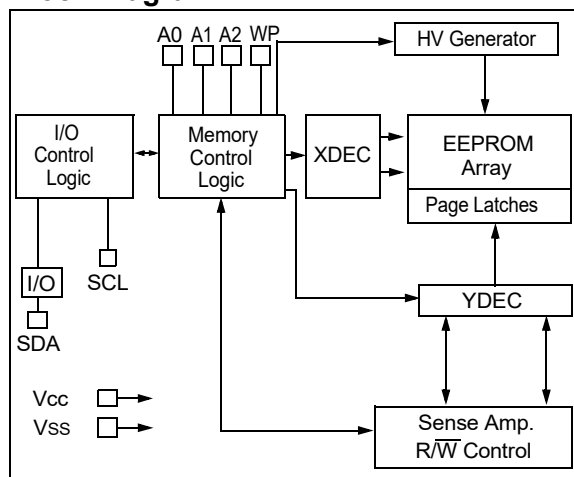 A0 A1 A2 WP
HV Generator
I/O
Control
Logic
Memory
Control
Logic
XDEC
EEPROM
Array
Page Latches
I/O
SCL
SDA
YDEC
Vcc
Vss
Sense Amp.
R/W̅ Control